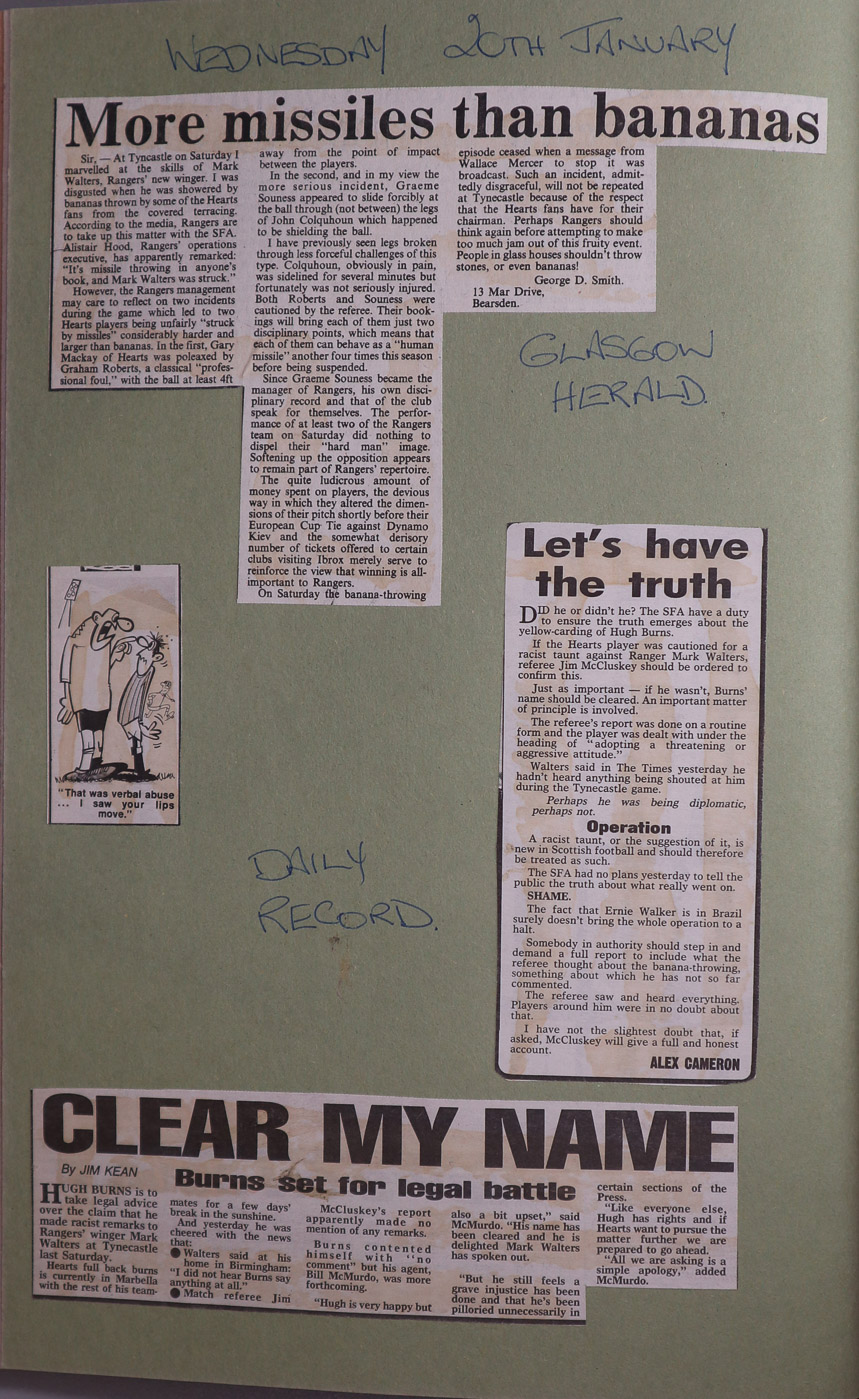 WEDNESDAY 20TH JANUARY
More missiles than bananas
Sir, — At Tyncastle on Saturday I
marvelled at the skills of Mark
Walters, Rangers' new winger. I was
disgusted when he was showered by
bananas thrown by some of the Hearts
fans from the covered terracing.
According to the media, Rangers are
to take up this matter with the SFA.
Alistair Hood, Rangers' operations
executive, has apparently remarked:
"It's missile throwing in anyone's
book, and Mark Walters was struck."
However, the Rangers management
may care to reflect on two incidents
during the game which led to two
Hearts players being unfairly "struck
by missiles" considerably harder and
larger than bananas. In the first, Gary
Mackay of Hearts was poleaxed by
Graham Roberts, a classical "profes-
sional foul," with the ball at least 4ft
away from the point of impact
between the players.
In the second, and in my view the
more serious incident, Graeme
Souness appeared to slide forcibly at
the ball through (not between) the legs
of John Colquhoun which happened
to be shielding the ball.
I have previously seen legs broken
through less forceful challenges of this
type. Colquhoun, obviously in pain,
was sidelined for several minutes but
fortunately was not seriously injured.
Both Roberts and Souness were
cautioned by the referee. Their book-
ings will bring each of them just two
disciplinary points, which means that
each of them can behave as a "human
missile" another four times this season
before being suspended.
Since Graeme Souness became the
manager of Rangers, his own disci-
plinary record and that of the club
speak for themselves. The perfor-
mance of at least two of the Rangers
team on Saturday did nothing to
dispel their "hard man" image.
Softening up the opposition appears
to remain part of Rangers' repertoire.
The quite ludicrous amount of
money spent on players, the devious
way in which they altered the dimen-
sions of their pitch shortly before their
European Cup Tie against Dynamo
Kiev and the somewhat derisory
number of tickets offered to certain
clubs visiting Ibrox merely serve to
reinforce the view that winning is all-
important to Rangers.
On Saturday the banana-throwing
episode ceased when a message from
Wallace Mercer to stop it was
broadcast. Such an incident, admit-
tedly disgraceful, will not be repeated
at Tynecastle because of the respect
that the Hearts fans have for their
chairman. Perhaps Rangers should
think again before attempting to make
too much jam out of this fruity event.
People in glass houses shouldn't throw
stones, or even bananas!
George D. Smith.
13 Mar Drive,
Bearsden.
GLASGOW
HERALD.
"That was verbal abuse
... I saw your lips
move."
DAILY
RECORD.
Let's have
the truth
DID he or didn't he? The SFA have a duty
to ensure the truth emerges about the
yellow-carding of Hugh Burns.
If the Hearts player was cautioned for a
racist taunt against Ranger Mark Walters,
referee Jim McCluskey should be ordered to
confirm this.
Just as important — if he wasn't, Burns'
name should be cleared. An important matter
of principle is involved.
The referee's report was done on a routine
form and the player was dealt with under the
heading of "adopting a threatening or
aggressive attitude."
Walters said in The Times yesterday he
hadn't heard anything being shouted at him
during the Tynecastle game.
Perhaps he was being diplomatic,
perhaps not.
Operation
A racist taunt, or the suggestion of it, is
new in Scottish football and should therefore
be treated as such.
The SFA had no plans yesterday to tell the
public the truth about what really went on.
SHAME.
The fact that Ernie Walker is in Brazil
surely doesn't bring the whole operation to a
halt.
Somebody in authority should step in and
demand a full report to include what the
referee thought about the banana-throwing,
something about which he has not so far
commented.
The referee saw and heard everything.
Players around him were in no doubt about
that.
I have not the slightest doubt that, if
asked, McCluskey will give a full and honest
account.
ALEX CAMERON
CLEAR MY NAME
By JIM KEAN
Burns set for legal battle
HUGH BURNS is to
take legal advice
over the claim that he
made racist remarks to
Rangers' winger Mark
Walters at Tynecastle
last Saturday.
Hearts full back burns
is currently in Marbella
with the rest of his team-
mates for a few days'
break in the sunshine.
And yesterday he was
cheered with the news
that:
● Walters said at his
home in Birmingham:
"I did not hear Burns say
anything at all."
● Match referee Jim
McCluskey's report
apparently made no
mention of any remarks.
Burns contented
himself with "no
comment" but his agent,
Bill McMurdo, was more
forthcoming.
"Hugh is very happy but
also a bit upset," said
McMurdo. "His name has
been cleared and he is
delighted Mark Walters
has spoken out.
"But he still feels a
grave injustice has been
done and that he's been
pilloried unnecessarily in
certain sections of the
Press.
"Like everyone else,
Hugh has rights and if
Hearts want to pursue the
matter further we are
prepared to go ahead.
"All we are asking is a
simple apology," added
McMurdo.